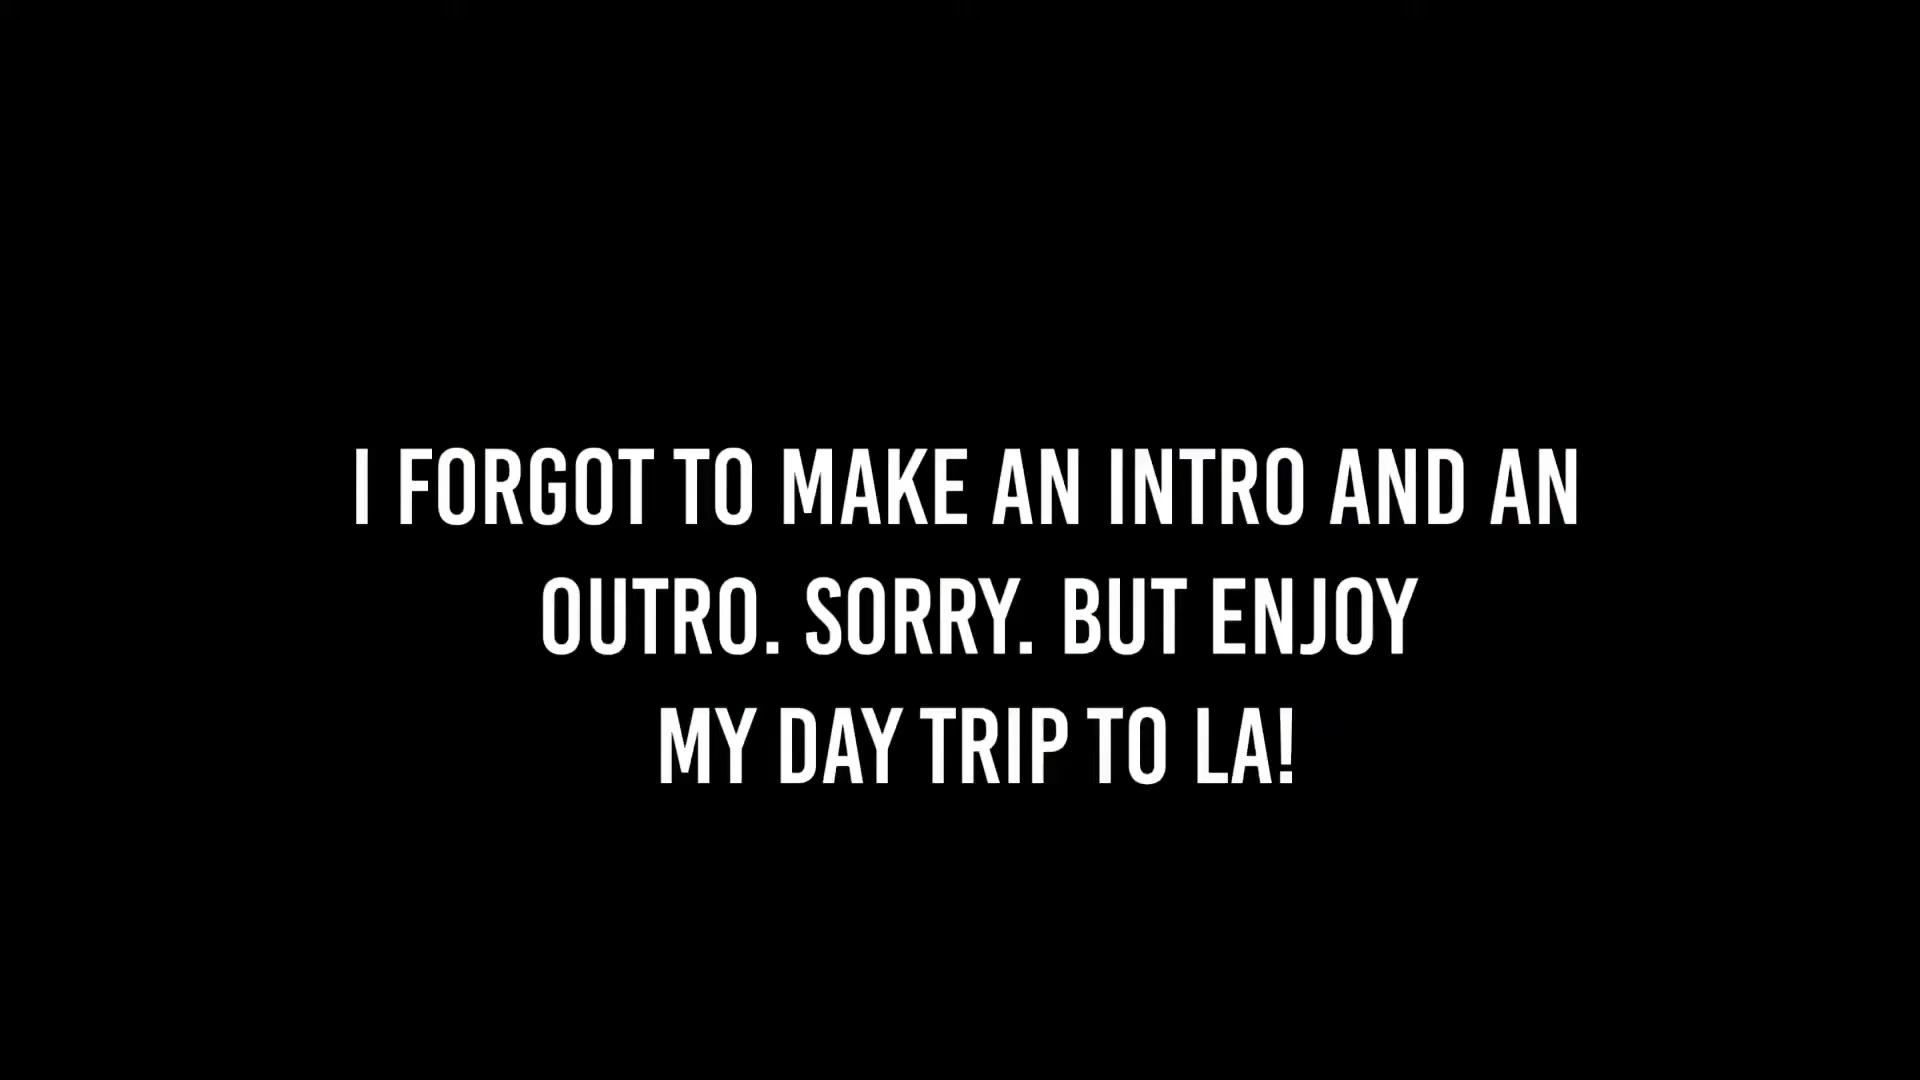 I FORGOT TO MAKE AN INTRO AND AN
OUTRO. SORRY. BUT ENJOY
MY DAY TRIP TO LA!